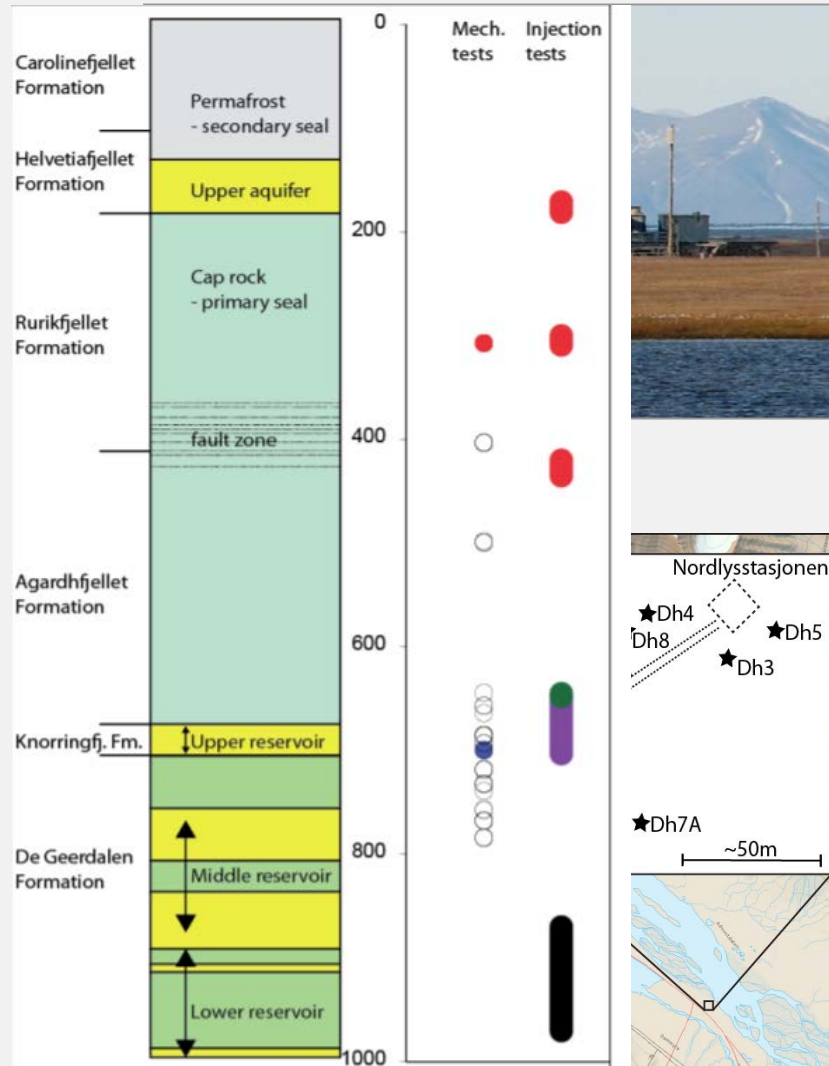 Mech.
tests
Injection
tests
0
200
400
600
800
1000
Carolinefjellet
Formation
Helvetiafjellet
Formation
Rurikfjellet
Formation
Agardhfjellet
Formation
Knorringfj. Fm.
De Geerdalen
Formation
Permafrost
- secondary seal
Upper aquifer
Cap rock
- primary seal
fault zone
Upper reservoir
Middle reservoir
Lower reservoir
Nordlysstasjonen
Dh4
Dh8
Dh5
Dh3
Dh7A
~50m